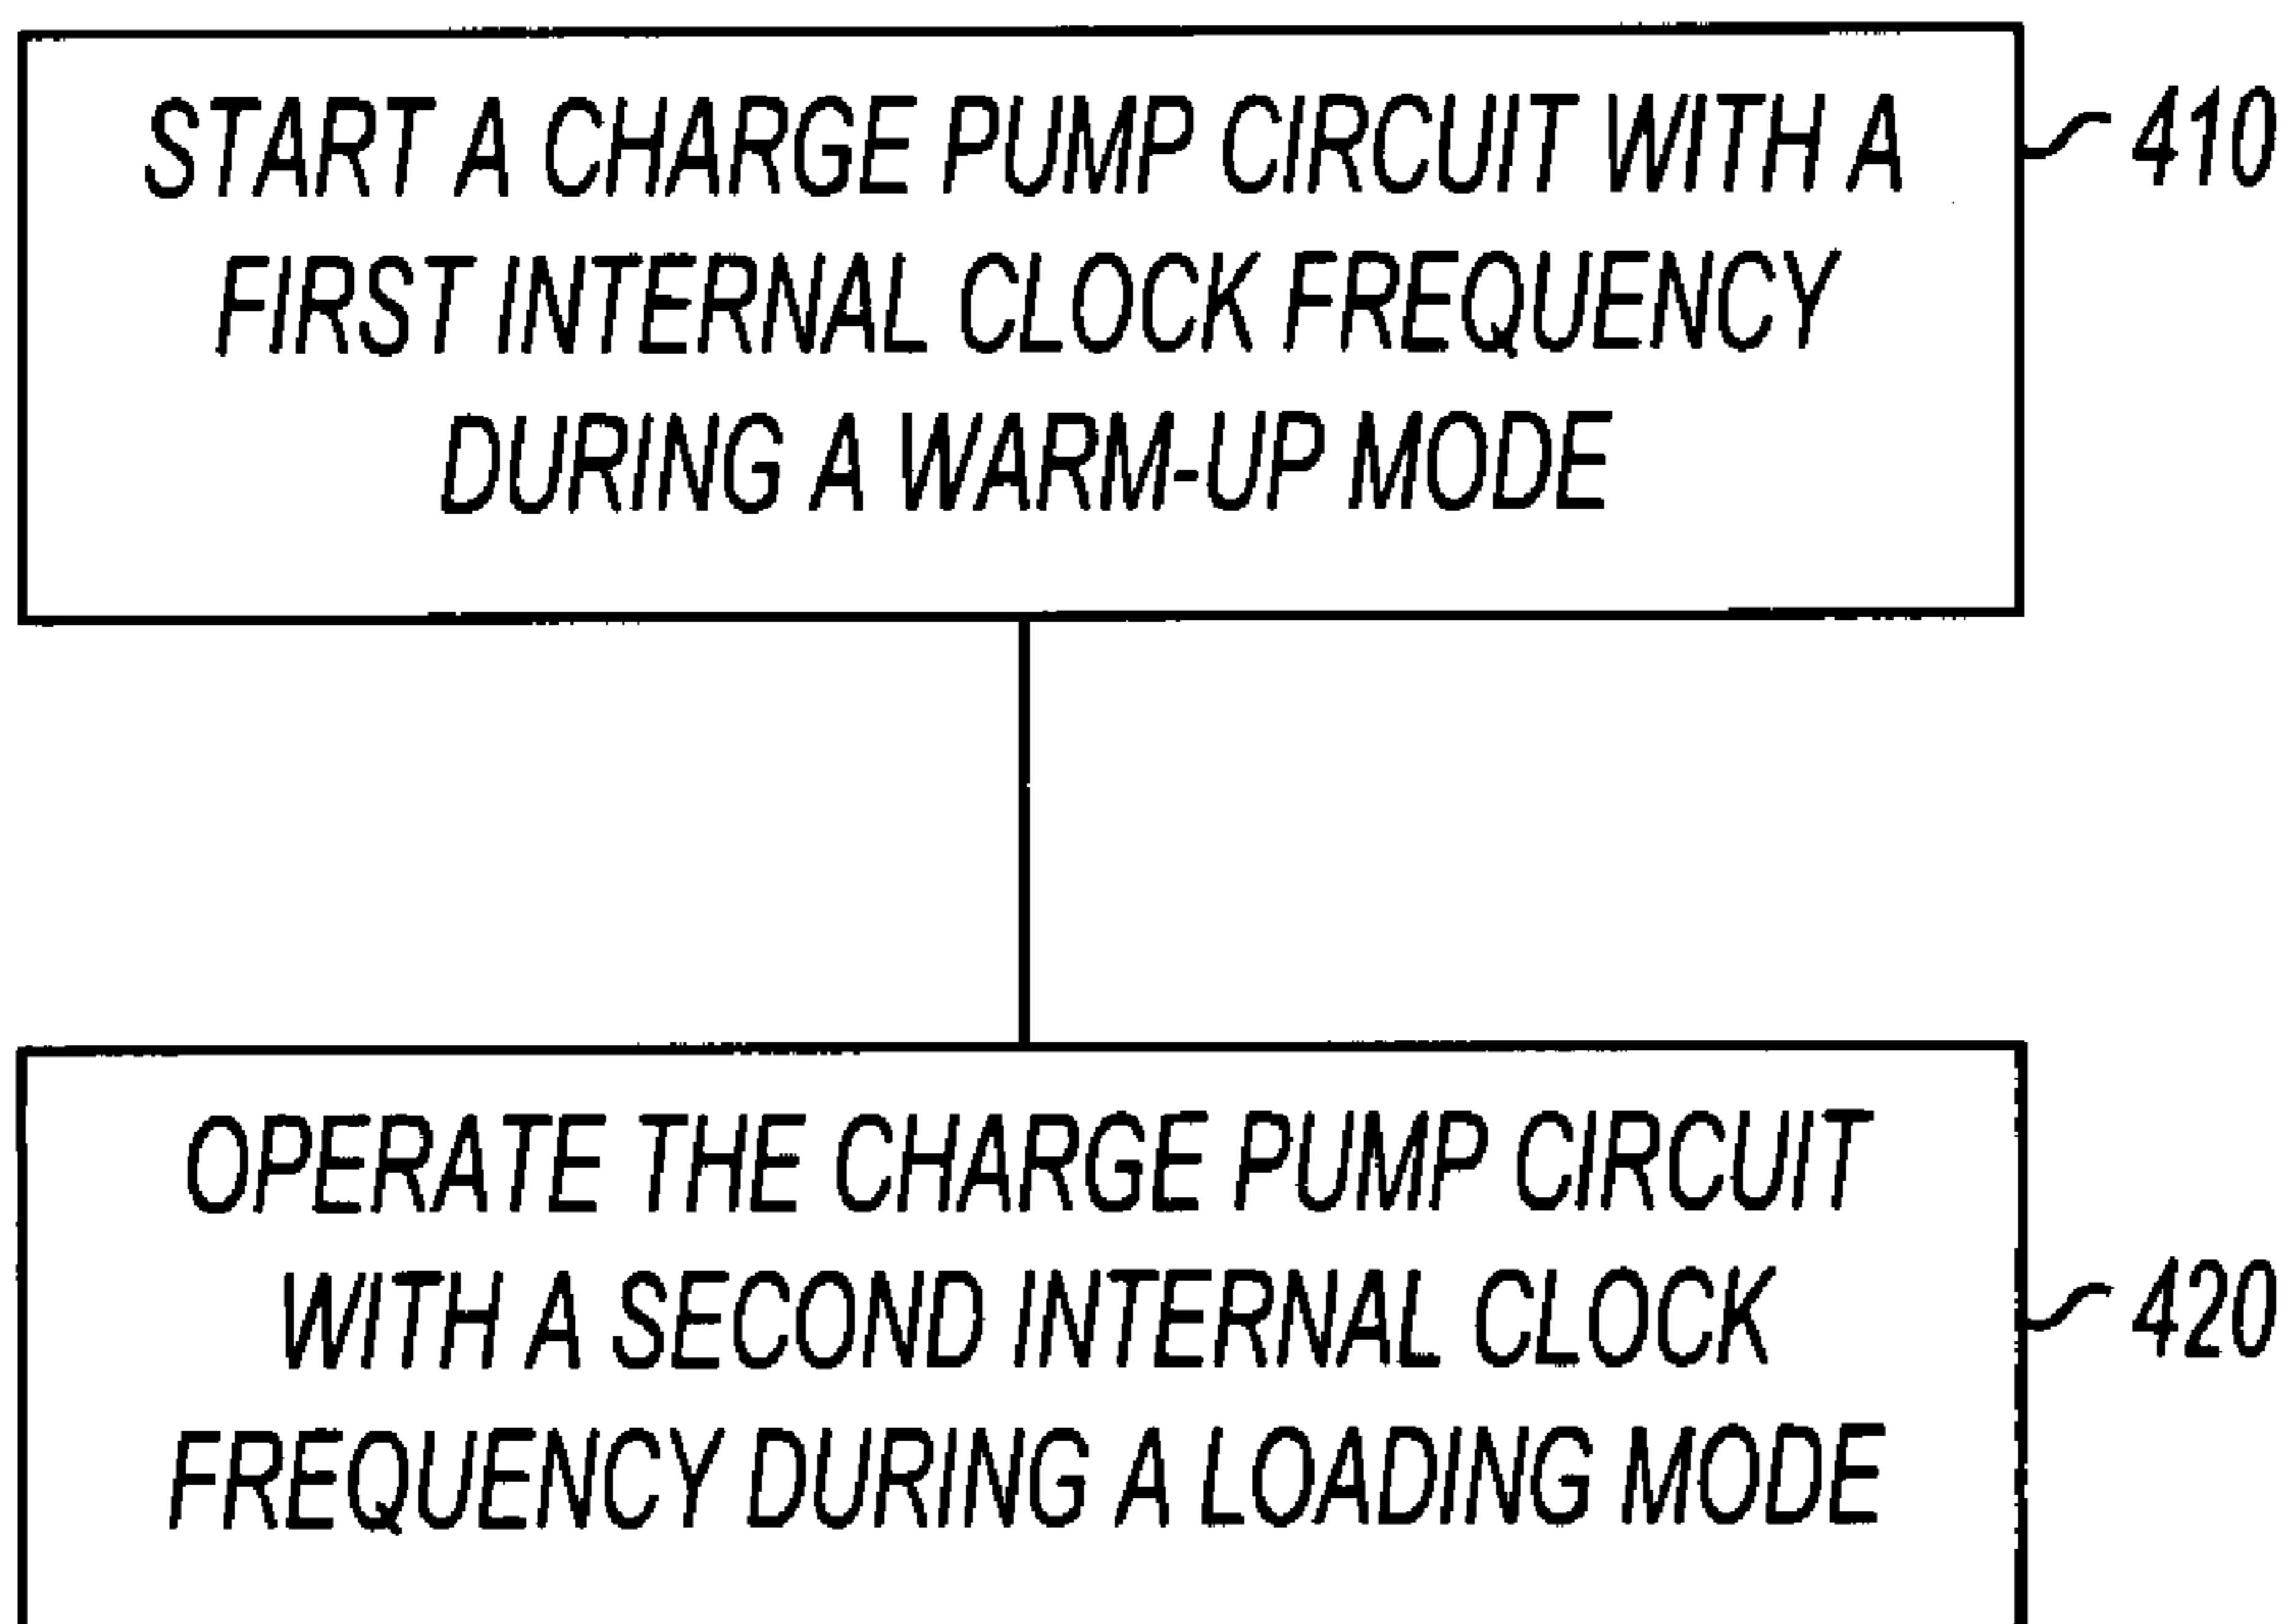 START A CHARGE PUMP CIRCUIT WITH A
410
FIRST INTERNAL CLOCK FREQUENCY
DURING A WARM-UP MODE
OPERATE THE CHARGE PUMP CIRCUIT
WITH A SECOND INTERNAL CLOCK
420
FREQUENCY DURING A LOADING MODE